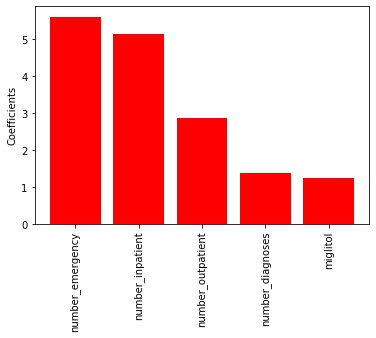 5
4
3
2
1
0
Coefficients
number_emergency
number_inpatient
number_outpatient
number_diagnoses
miglitol